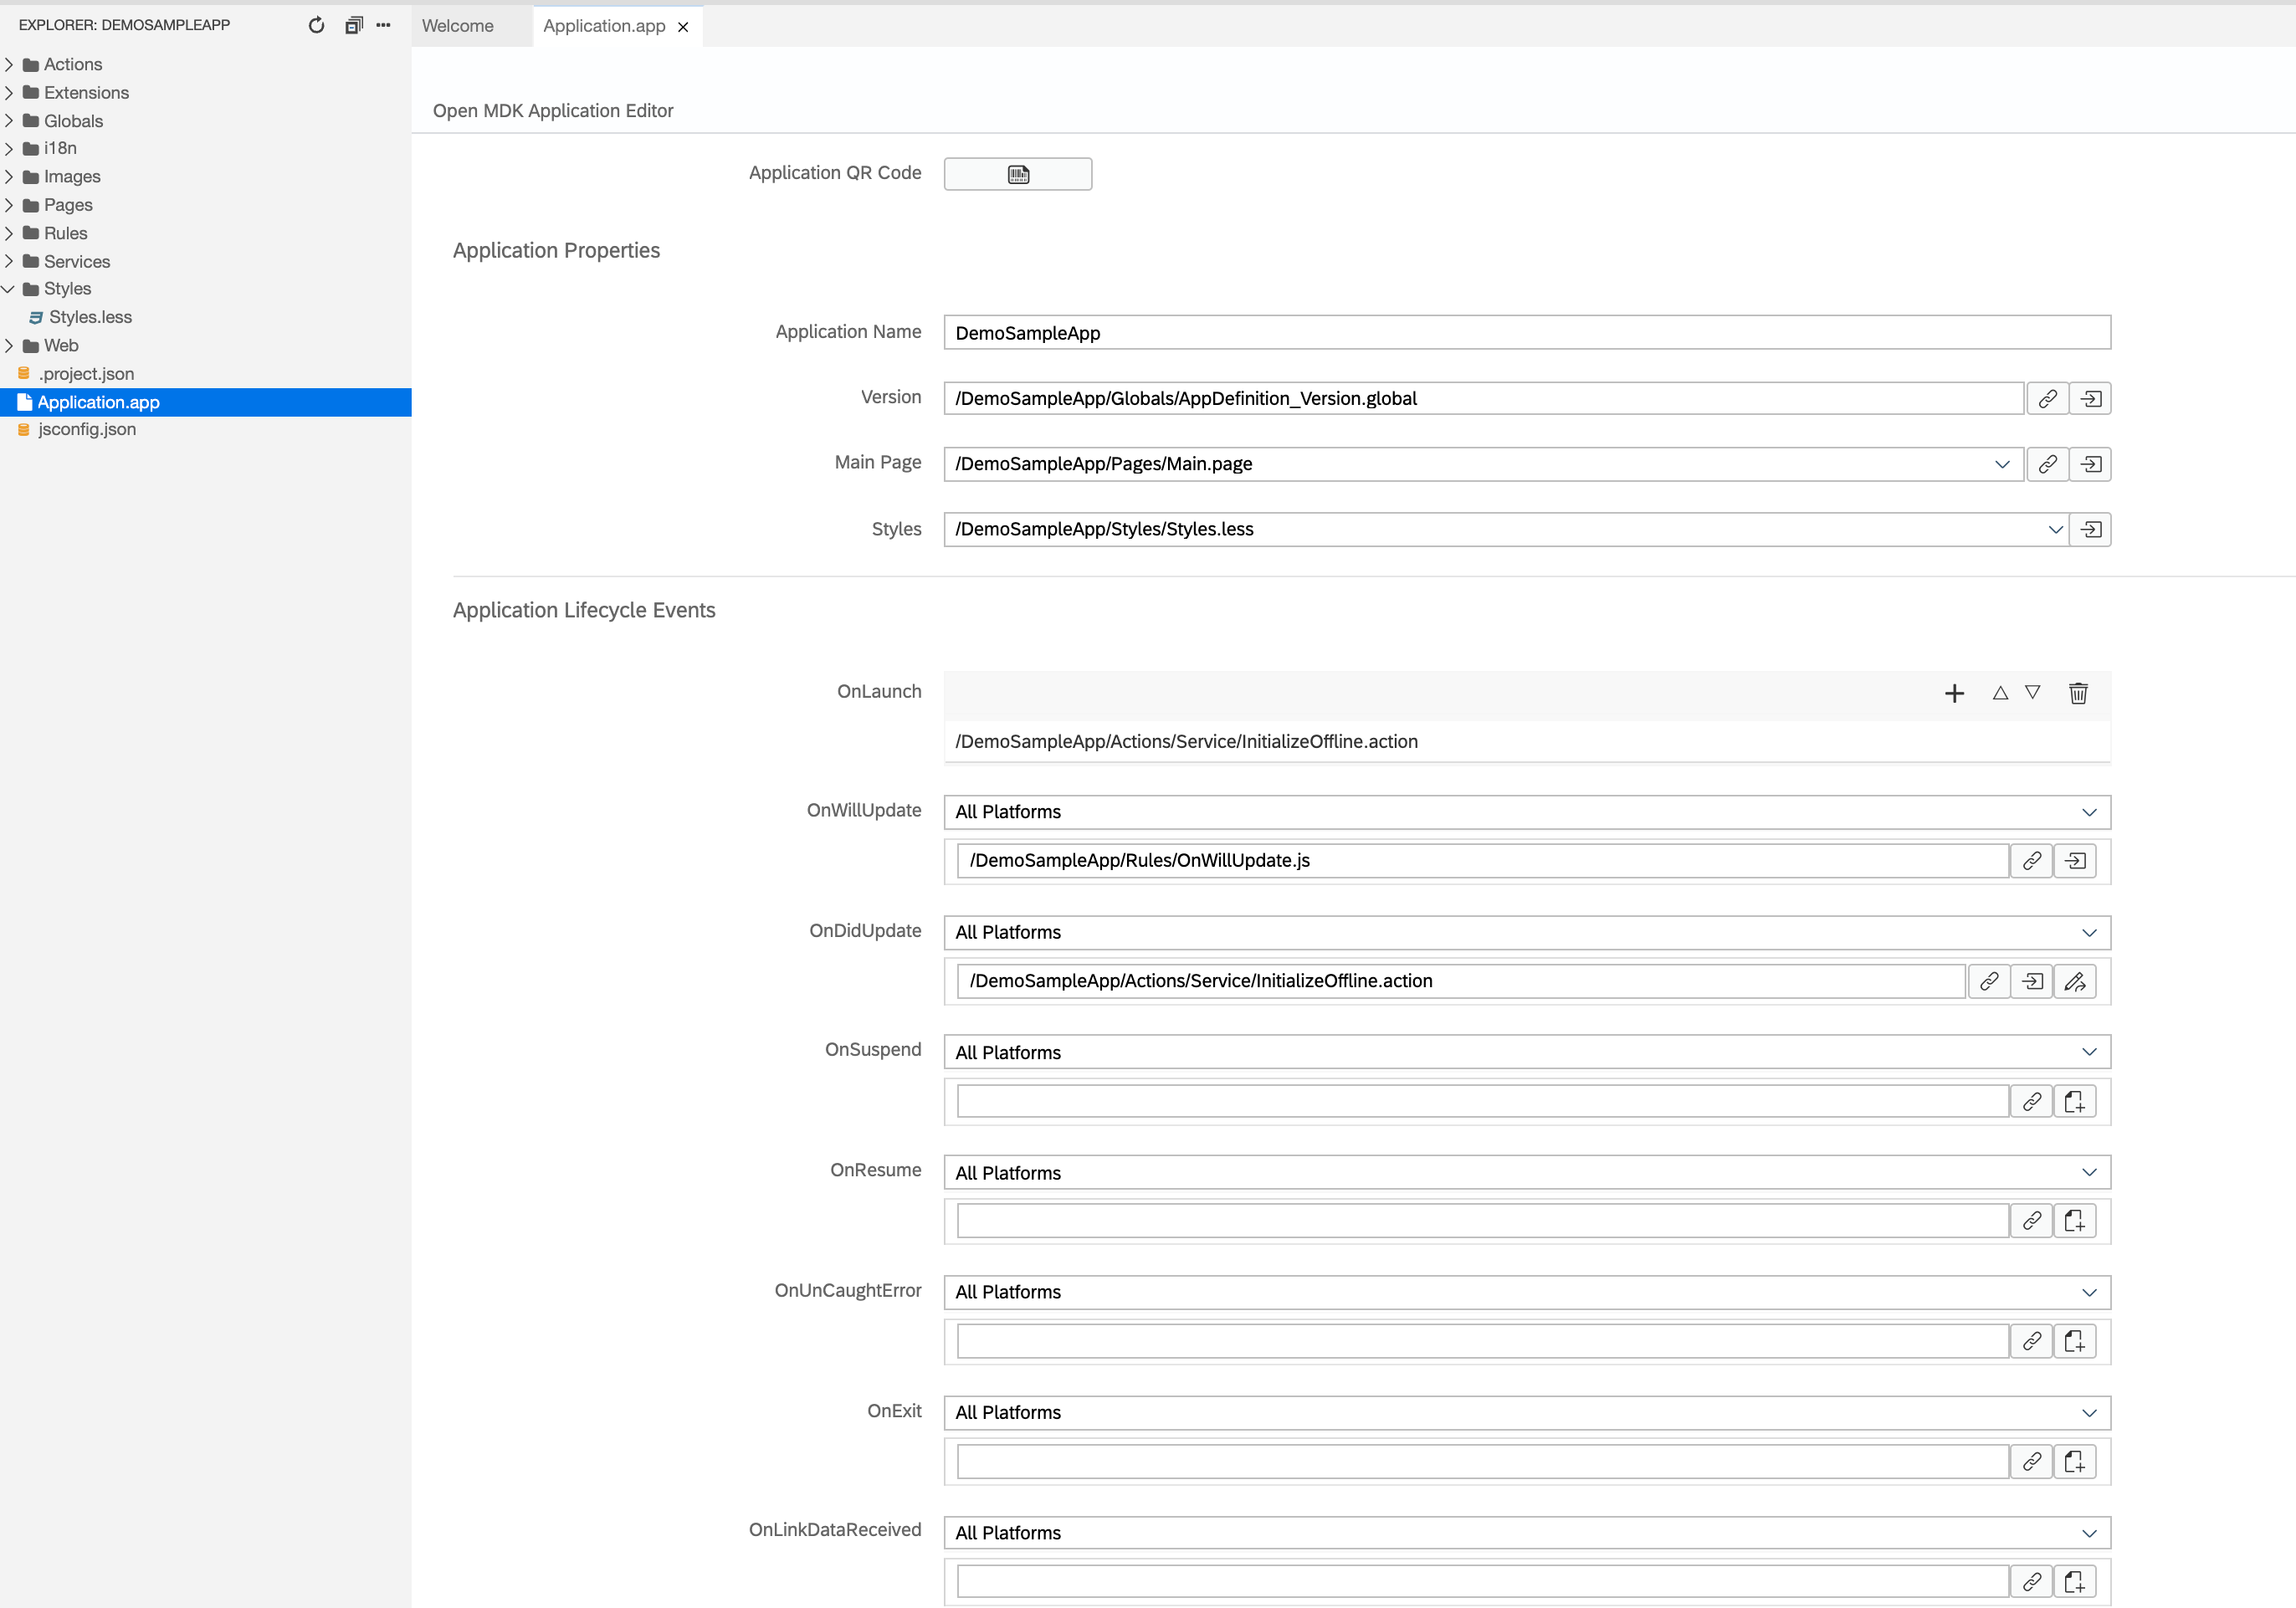 EXPLORER: DEMOSAMPLEAPP
Actions
Extensions
Globals
i18n
Images
Pages
Rules
Services
Styles
Styles.less
Web
.project.json
Application.app
jsconfig.json
Welcome
Application.app
Open MDK Application Editor
Application QR Code
Application Properties
Application Name DemoSampleApp
Version /DemoSampleApp/Globals/AppDefinition_Version.global
Main Page /DemoSampleApp/Pages/Main.page
Styles /DemoSampleApp/Styles/Styles.less
Application Lifecycle Events
OnLaunch
/DemoSampleApp/Actions/Service/InitializeOffline.action
OnWillUpdate All Platforms
/DemoSampleApp/Rules/OnWillUpdate.js
OnDidUpdate All Platforms
/DemoSampleApp/Actions/Service/InitializeOffline.action
OnSuspend All Platforms
OnResume All Platforms
OnUnCaughtError All Platforms
OnExit All Platforms
OnLinkDataReceived All Platforms